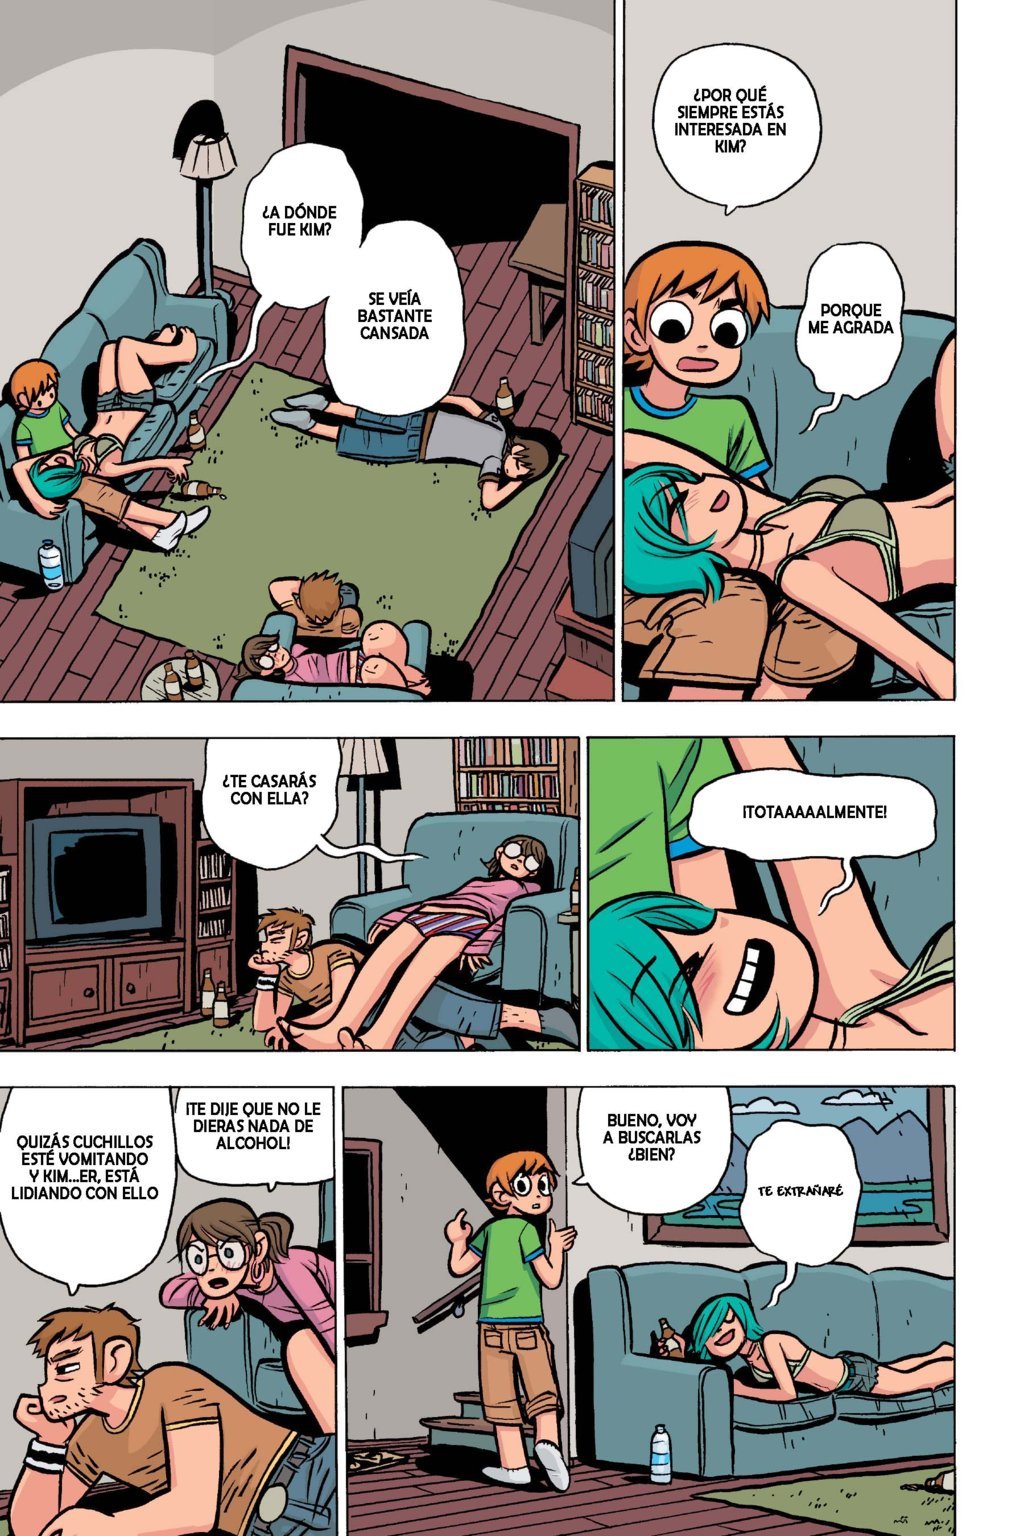 ¿A DÓNDE
FUE KIM?
SE VEÍA
BASTANTE
CANSADA
¿POR QUÉ
SIEMPRE ESTÁS
INTERESADA EN
KIM?
PORQUE
ME AGRADA
¿TE CASARÁS
CON ELLA?
¡TOTAAAAALMENTE!
QUIZÁS CUCHILLOS
ESTÉ VOMITANDO
Y KIM...ER, ESTÁ
LIDIANDO CON ELLO
¡TE DIJE QUE NO LE
DIERAS NADA DE
ALCOHOL!
BUENO, VOY
A BUSCARLAS
¿BIEN?
TE EXTRAÑARÉ